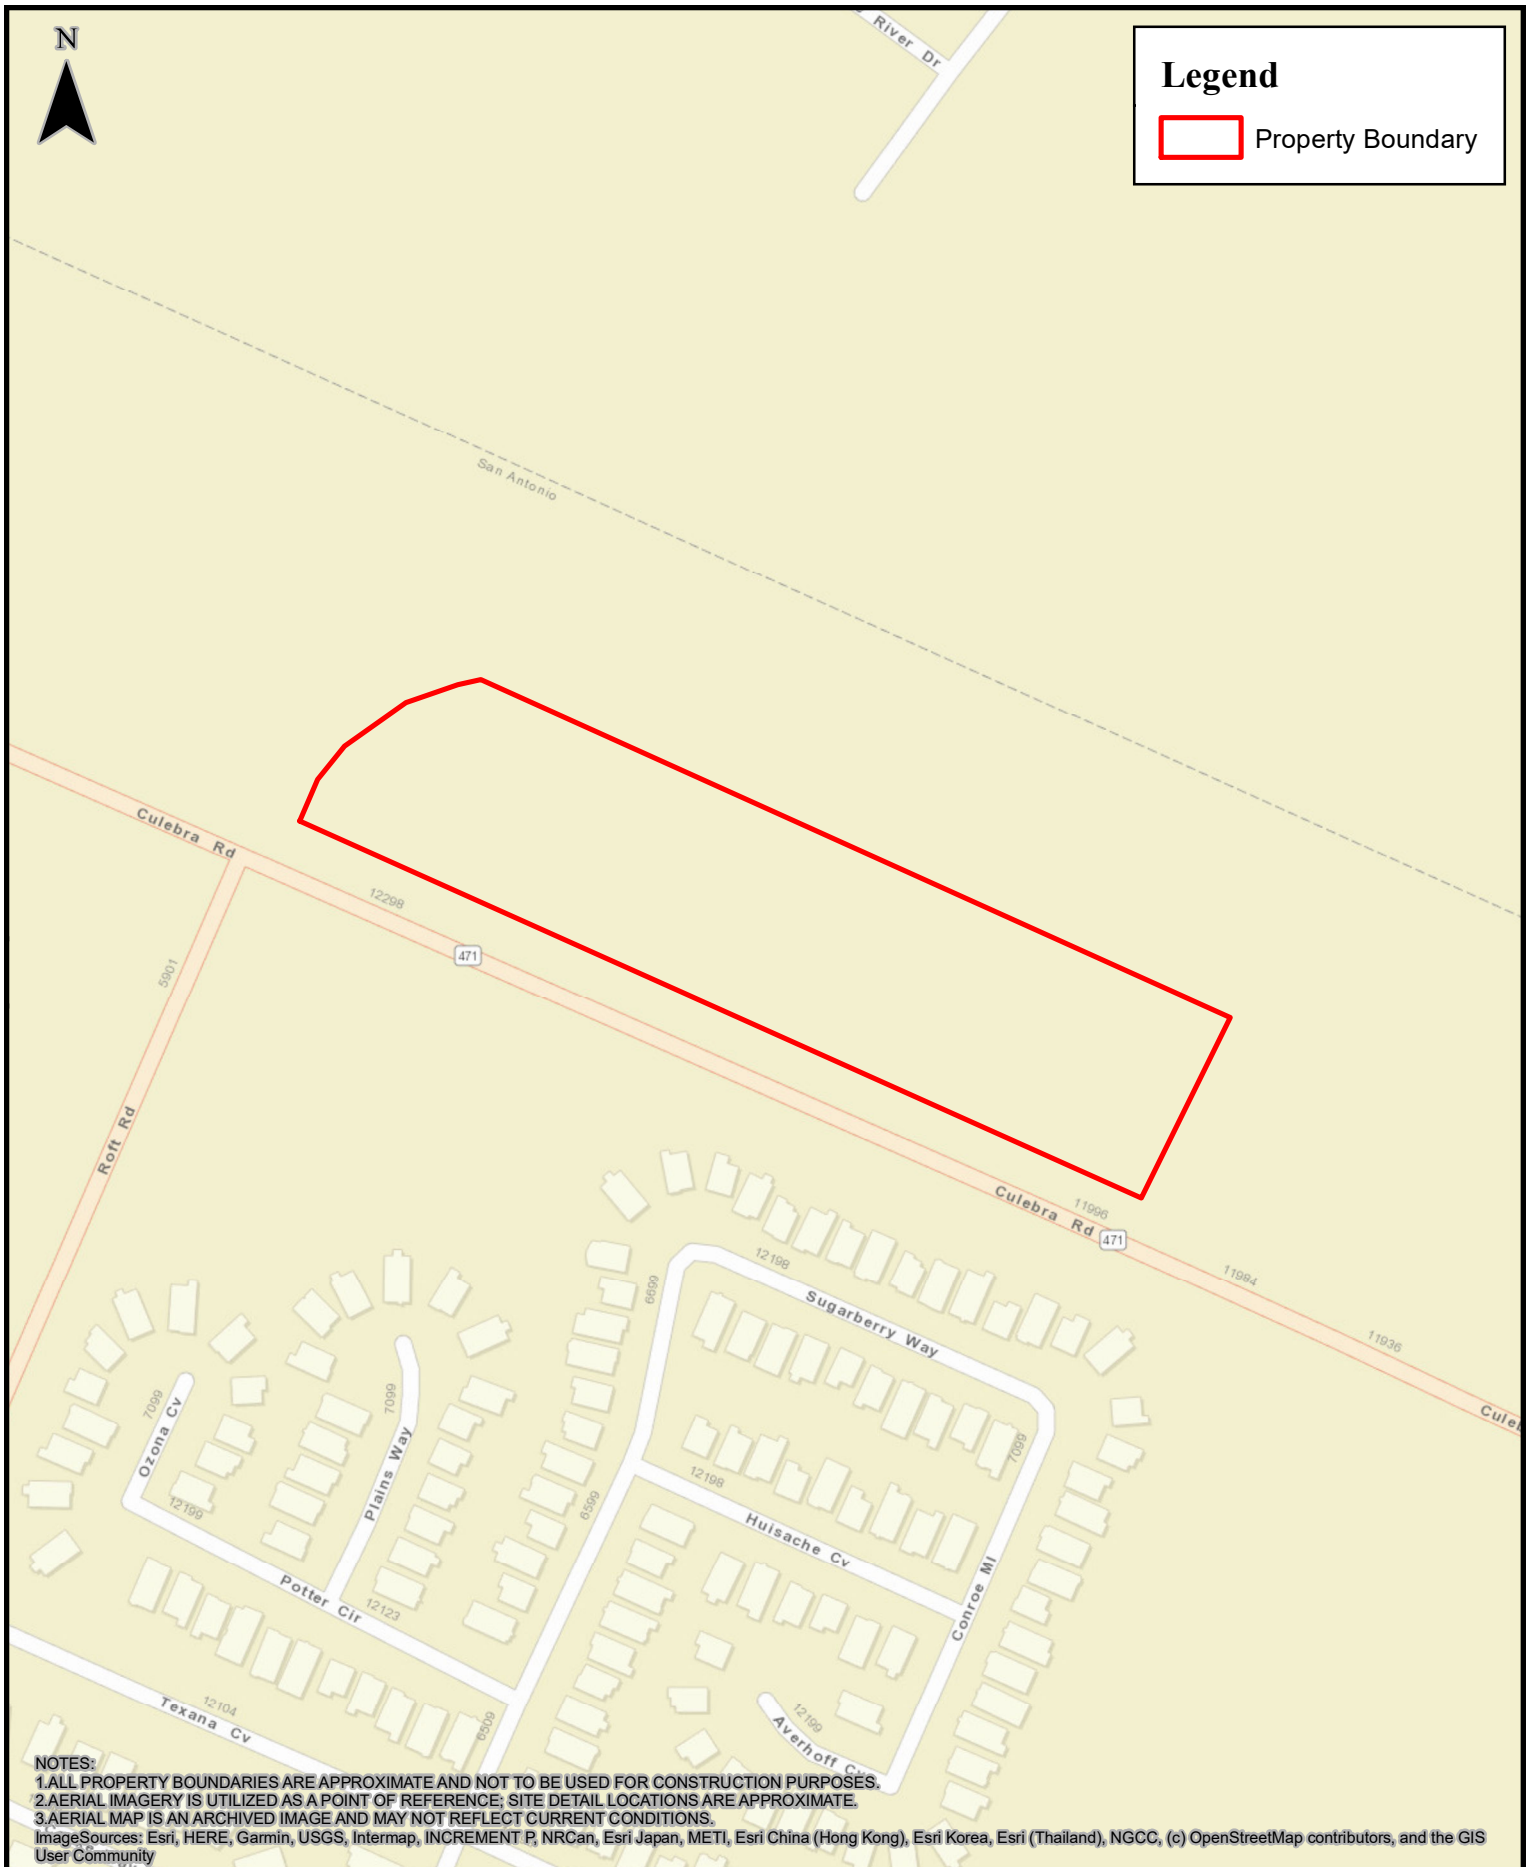 N
River Dr
Legend
Property Boundary
San Antonio
Culebra Rd
12298
471
5901
Roft Rd
Culebra Rd
11996
471
11984
11936
12198
6699
Sugarberry Way
7099
Ozona Cv
7099
Plains Way
7099
12199
12198
6599
Huisache Cv
Potter Cir
12123
Conroe Ml
12104
Texana Cv
6509
12199
Averhoff Cv
NOTES:
1.ALL PROPERTY BOUNDARIES ARE APPROXIMATE AND NOT TO BE USED FOR CONSTRUCTION PURPOSES.
2.AERIAL IMAGERY IS UTILIZED AS A POINT OF REFERENCE; SITE DETAIL LOCATIONS ARE APPROXIMATE.
3.AERIAL MAP IS AN ARCHIVED IMAGE AND MAY NOT REFLECT CURRENT CONDITIONS.
ImageSources: Esri, HERE, Garmin, USGS, Intermap, INCREMENT P, NRCan, Esri Japan, METI, Esri China (Hong Kong), Esri Korea, Esri (Thailand), NGCC, (c) OpenStreetMap contributors, and the GIS
User Community